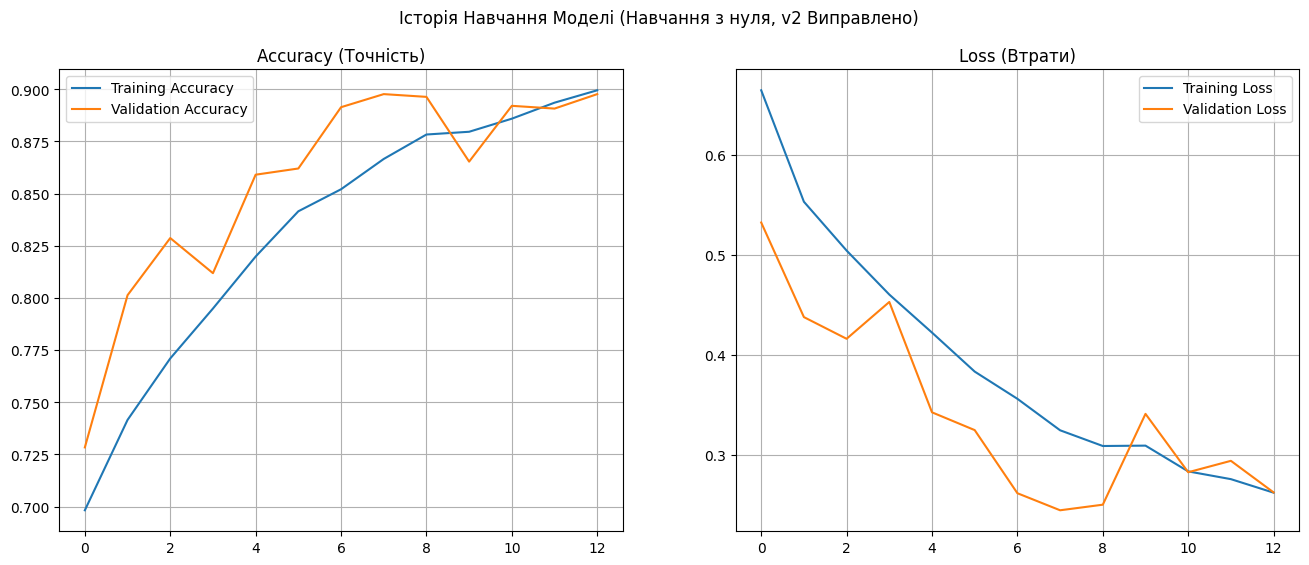 Історія Навчання Моделі (Навчання з нуля, v2 Виправлено)
Accuracy (Точність)
Training Accuracy
Validation Accuracy
0.900
0.875
0.850
0.825
0.800
0.775
0.750
0.725
0.700
0 2 4 6 8 10 12
Loss (Втрати)
Training Loss
Validation Loss
0.6
0.5
0.4
0.3
0 2 4 6 8 10 12